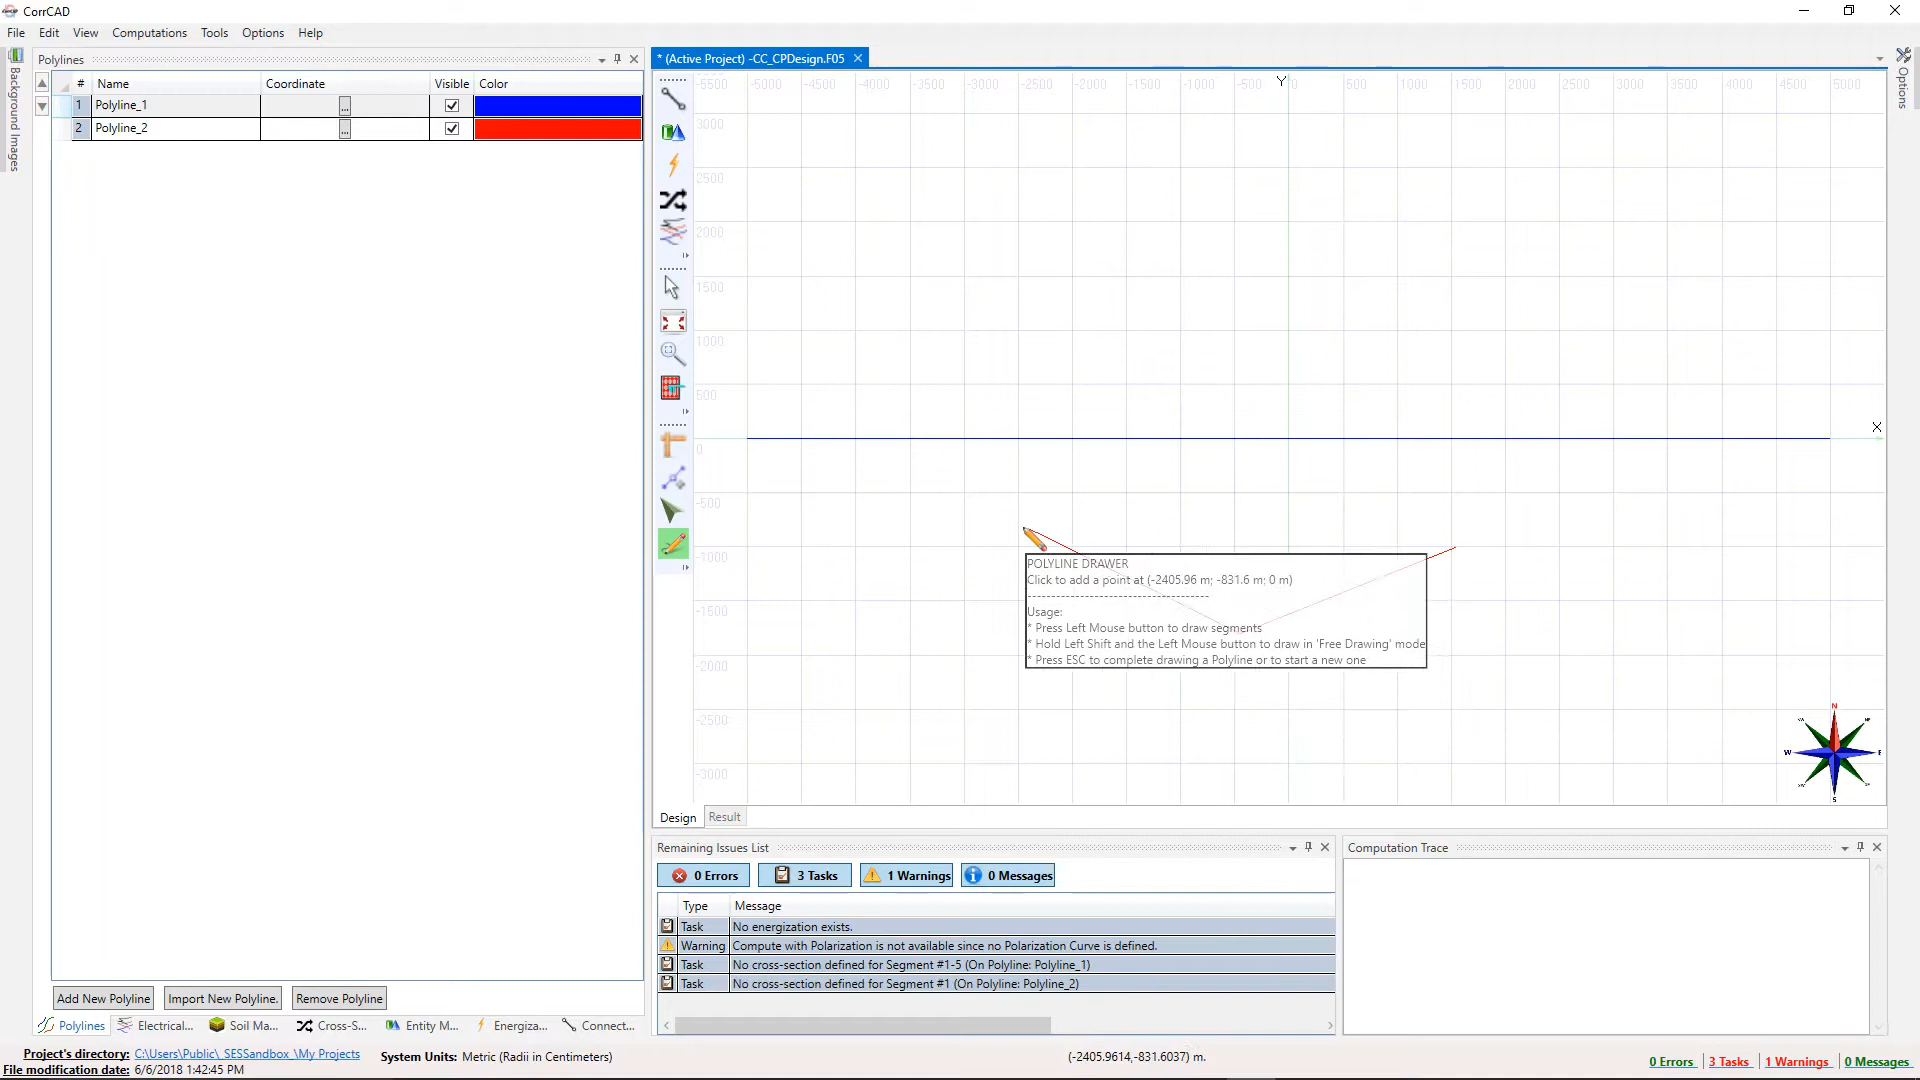 CorrCAD
File Edit View Computations Tools Options Help
Background Images
Polylines
# Name Coordinate Visible Color
1 Polyline_1 ...
2 Polyline_2 ...
Add New Polyline Import New Polyline. Remove Polyline
Polylines Electrical... Soil Ma... Cross-S... Entity M... Energiza... Connect...
* (Active Project) -CC_CPDesign.F05
Options
-5500 -5000 -4500 -4000 -3500 -3000 -2500 -2000 -1500 -1000 -500 Y 0 500 1000 1500 2000 2500 3000 3500 4000 4500 5000
3000
2500
2000
1500
1000
500
X
0
-500
-1000
-1500
-2000
-2500
-3000
POLYLINE DRAWER
Click to add a point at (-2405.96 m; -831.6 m; 0 m)
----------------------------------
Usage:
* Press Left Mouse button to draw segments
* Hold Left Shift and the Left Mouse button to draw in 'Free Drawing' mode
* Press ESC to complete drawing a Polyline or to start a new one
N
W E
S
Design Result
Remaining Issues List
0 Errors 3 Tasks 1 Warnings 0 Messages
Type Message
Task No energization exists.
Warning Compute with Polarization is not available since no Polarization Curve is defined.
Task No cross-section defined for Segment #1-5 (On Polyline: Polyline_1)
Task No cross-section defined for Segment #1 (On Polyline: Polyline_2)
Computation Trace
Project's directory: C:\Users\Public\_SESSandbox_\My Projects System Units: Metric (Radii in Centimeters) (-2405.9614,-831.6037) m.
File modification date: 6/6/2018 1:42:45 PM
0 Errors 3 Tasks 1 Warnings 0 Messages